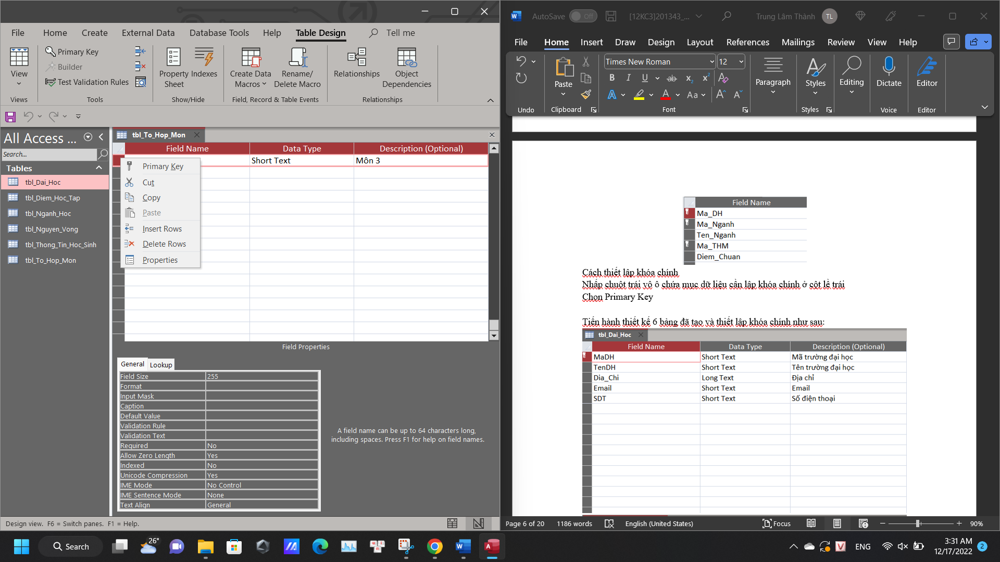 File Home Create External Data Database Tools Help Table Design Tell me
View
Views
Primary Key
Builder
Test Validation Rules
Tools
Property Sheet
Indexes
Show/Hide
Create Data Macros
Rename/ Delete Macro
Field, Record & Table Events
Relationships
Object Dependencies
Relationships
All Access ...
Search...
Tables
tbl_Dai_Hoc
tbl_Diem_Hoc_Tap
tbl_Nganh_Hoc
tbl_Nguyen_Vong
tbl_Thong_Tin_Hoc_Sinh
tbl_To_Hop_Mon
tbl_To_Hop_Mon
Field Name Data Type Description (Optional)
Short Text Môn 3
Primary Key
Cut
Copy
Paste
Insert Rows
Delete Rows
Properties
Field Properties
General Lookup
Field Size 255
Format
Input Mask
Caption
Default Value
Validation Rule
Validation Text
Required No
Allow Zero Length Yes
Indexed No
Unicode Compression Yes
IME Mode No Control
IME Sentence Mode None
Text Align General
A field name can be up to 64 characters long,
including spaces. Press F1 for help on field names.
Design view. F6 = Switch panes. F1 = Help.
AutoSave Off [12KC3]201343_... Trung Lâm Thành TL
File Home Insert Draw Design Layout References Mailings Review View Help
Undo
Paste
Clipboard
Times New Roman 12
B I U ab x₂ x² A
A A Aa A A
Font
Paragraph
Styles
Styles
Editing
Dictate
Voice
Editor
Editor
Field Name
Ma_DH
Ma_Nganh
Ten_Nganh
Ma_THM
Diem_Chuan
Cách thiết lập khóa chính
Nhấp chuột trái vô ô chứa mục dữ liệu cần lập khóa chính ở cột lề trái
Chọn Primary Key
Tiến hành thiết kế 6 bảng đã tạo và thiết lập khóa chính như sau:
tbl_Dai_Hoc
Field Name Data Type Description (Optional)
MaDH Short Text Mã trường đại học
TenDH Short Text Tên trường đại học
Dia_Chi Long Text Địa chỉ
Email Short Text Email
SDT Short Text Số điện thoại
Page 6 of 20 1186 words English (United States) Focus 90%
Search 26° ENG
3:31 AM
12/17/2022 2